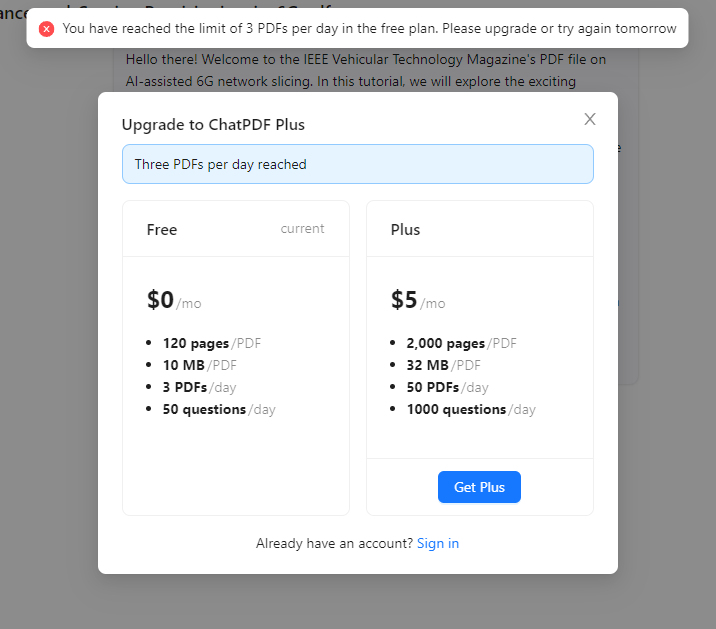 You have reached the limit of 3 PDFs per day in the free plan. Please upgrade or try again tomorrow
Hello there! Welcome to the IEEE Vehicular Technology Magazine's PDF file on
AI-assisted 6G network slicing. In this tutorial, we will explore the exciting
Upgrade to ChatPDF Plus
Three PDFs per day reached
Free current
$0/mo
• 120 pages/PDF
• 10 MB/PDF
• 3 PDFs/day
• 50 questions/day
Plus
$5/mo
• 2,000 pages/PDF
• 32 MB/PDF
• 50 PDFs/day
• 1000 questions/day
Get Plus
Already have an account? Sign in